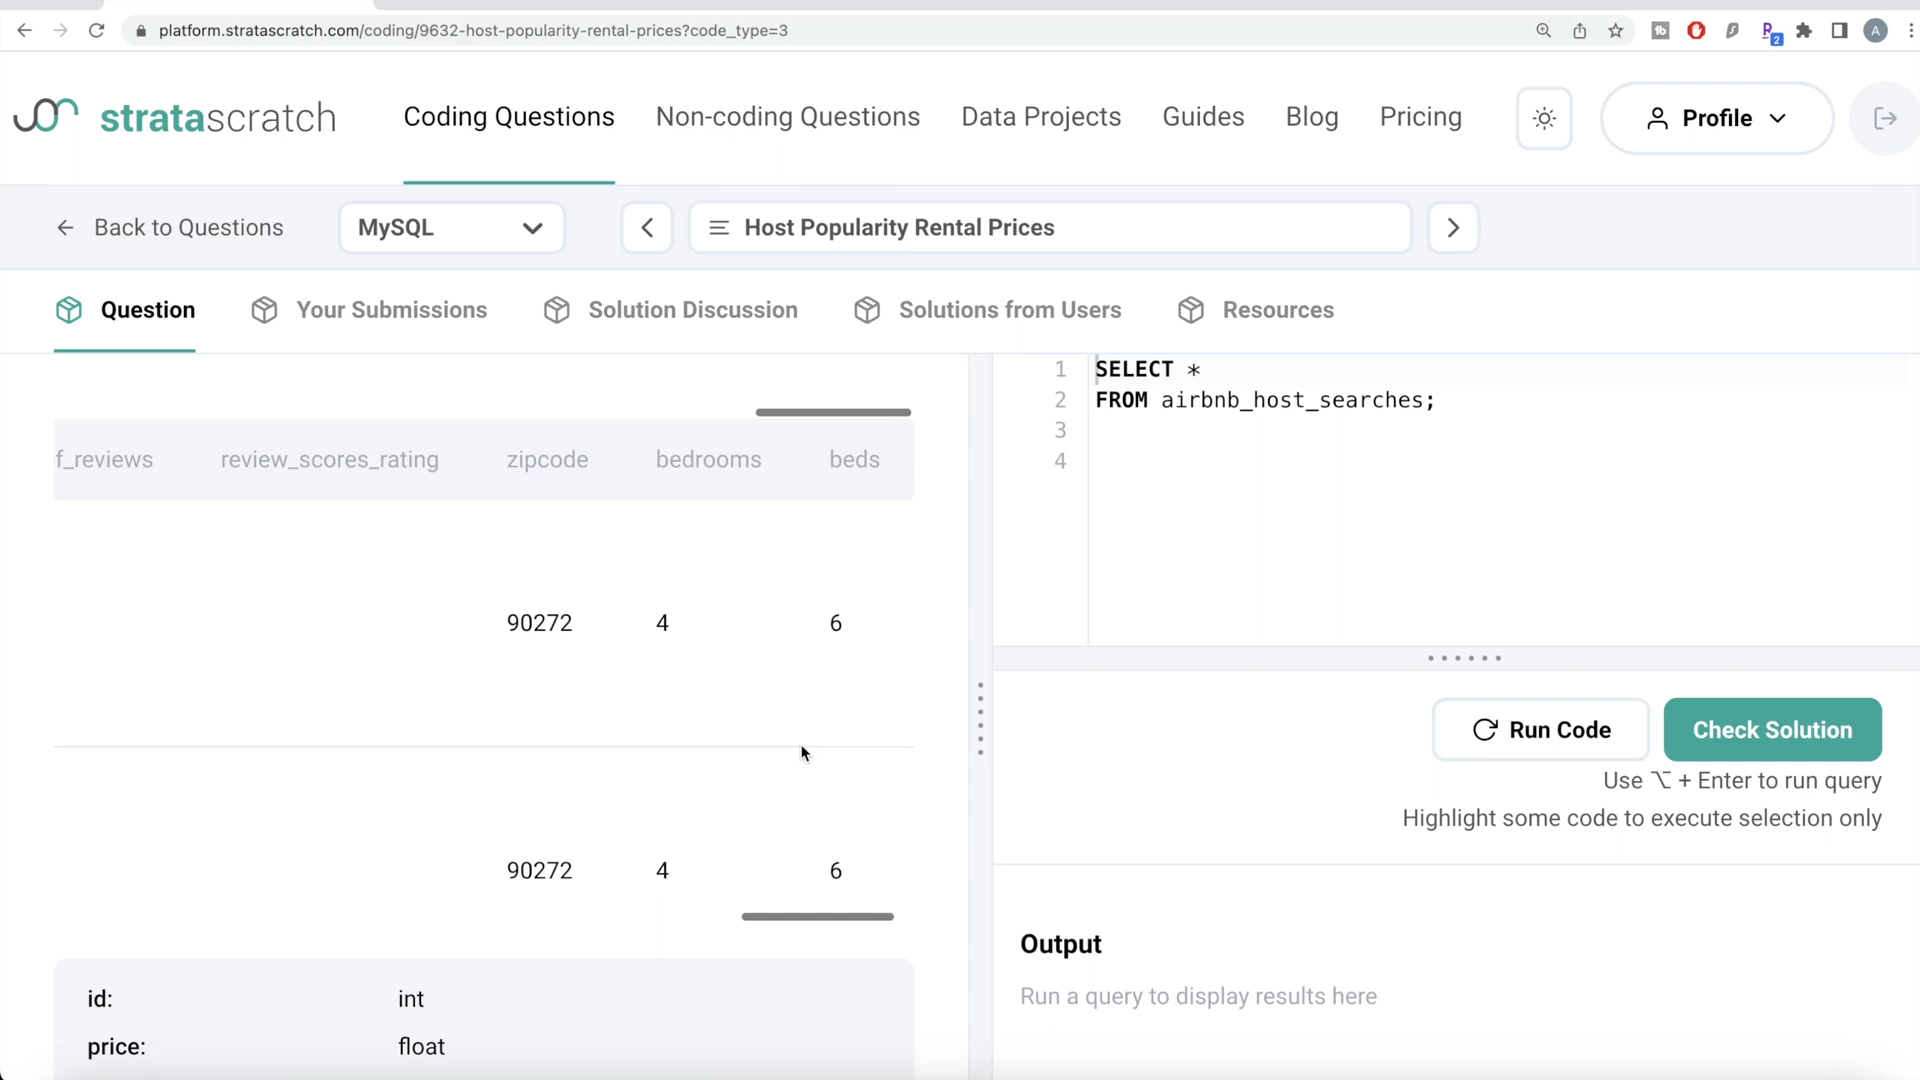 platform.stratascratch.com/coding/9632-host-popularity-rental-prices?code_type=3
tb
2
A
stratascratch
Coding Questions
Non-coding Questions
Data Projects
Guides
Blog
Pricing
Profile
Back to Questions
MySQL
Host Popularity Rental Prices
Question
Your Submissions
Solution Discussion
Solutions from Users
Resources
f_reviews review_scores_rating zipcode bedrooms beds
90272 4 6
90272 4 6
id: int
price: float
1 SELECT *
2 FROM airbnb_host_searches;
3
4
Run Code
Check Solution
Use ⌥ + Enter to run query
Highlight some code to execute selection only
Output
Run a query to display results here